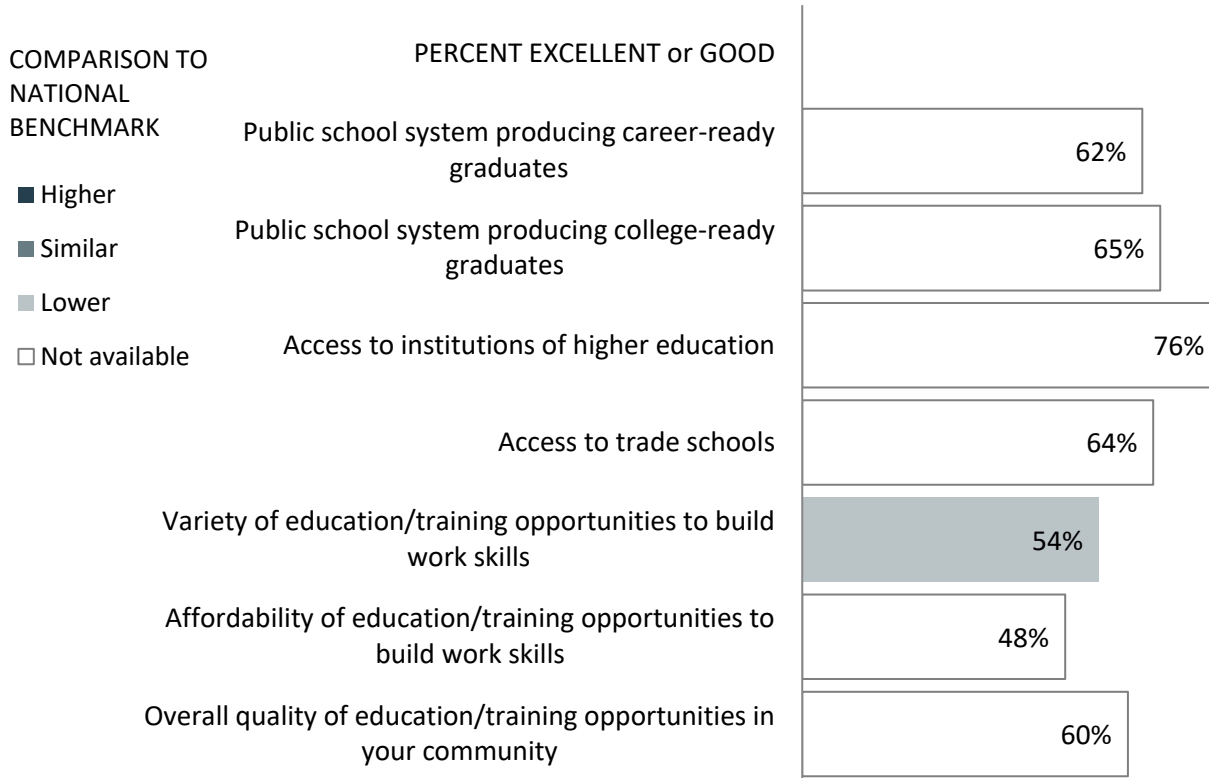 COMPARISON TO
NATIONAL
BENCHMARK
Higher
Similar
Lower
Not available
PERCENT EXCELLENT or GOOD
Public school system producing career-ready
graduates
62%
Public school system producing college-ready
graduates
65%
Access to institutions of higher education
76%
Access to trade schools
64%
Variety of education/training opportunities to build
work skills
54%
Affordability of education/training opportunities to
build work skills
48%
Overall quality of education/training opportunities in
your community
60%